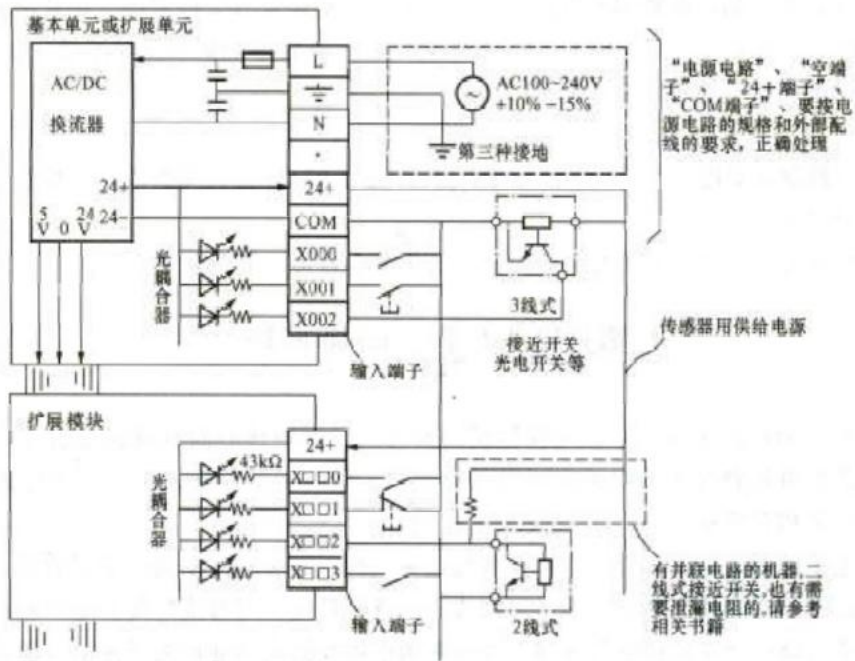 基本单元或扩展单元
AC/DC
换流器
24+
5V 0 24V 24-
光耦合器
L
N
24+
COM
X000
X001
X002
AC100~240V
+10% -15%
第三种接地
“电源电路”、“空端
子”、“24+端子”、
“COM端子”、要按电
源电路的规格和外部配
线的要求，正确处理
3线式
接近开关
光电开关等
传感器用供给电源
输入端子
扩展模块
43kΩ
光耦合器
24+
X□□0
X□□1
X□□2
X□□3
输入端子
2线式
有并联电路的机器,二
线式接近开关,也有需
要泄漏电阻的,请参考
相关书籍